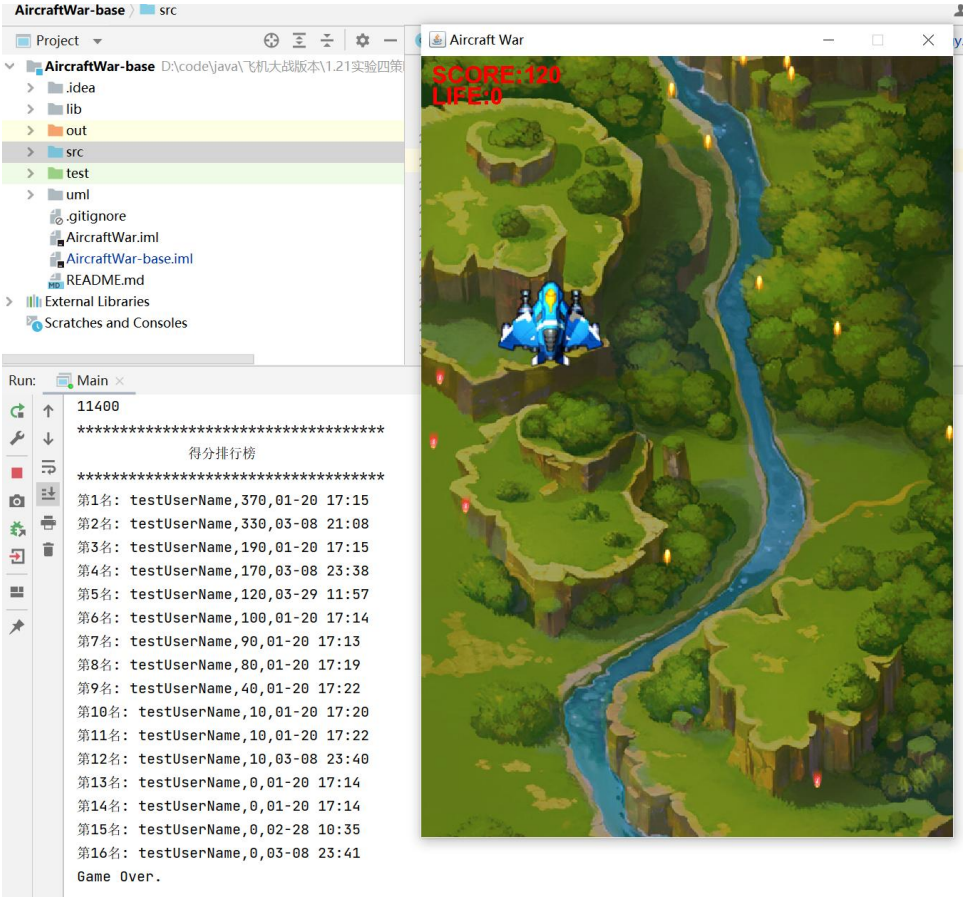 AircraftWar-base 〉 src
Project
AircraftWar-base D:\code\java\飞机大战版本\1.21实验四策
.idea
lib
out
src
test
uml
.gitignore
AircraftWar.iml
AircraftWar-base.iml
README.md
External Libraries
Scratches and Consoles
Aircraft War
SCORE:120
LIFE:0
Run: Main
11400
************************************
得分排行榜
************************************
第1名: testUserName,370,01-20 17:15
第2名: testUserName,330,03-08 21:08
第3名: testUserName,190,01-20 17:15
第4名: testUserName,170,03-08 23:38
第5名: testUserName,120,03-29 11:57
第6名: testUserName,100,01-20 17:14
第7名: testUserName,90,01-20 17:13
第8名: testUserName,80,01-20 17:19
第9名: testUserName,40,01-20 17:22
第10名: testUserName,10,01-20 17:20
第11名: testUserName,10,01-20 17:22
第12名: testUserName,10,03-08 23:40
第13名: testUserName,0,01-20 17:14
第14名: testUserName,0,01-20 17:14
第15名: testUserName,0,02-28 10:35
第16名: testUserName,0,03-08 23:41
Game Over.